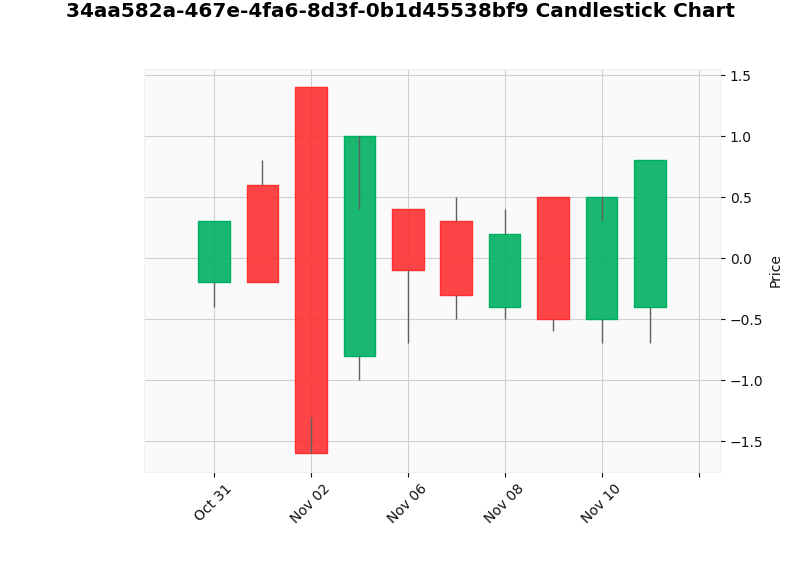 34aa582a-467e-4fa6-8d3f-0b1d45538bf9 Candlestick Chart
1.5
1.0
0.5
0.0
−0.5
−1.0
−1.5
Price
Oct 31
Nov 02
Nov 06
Nov 08
Nov 10